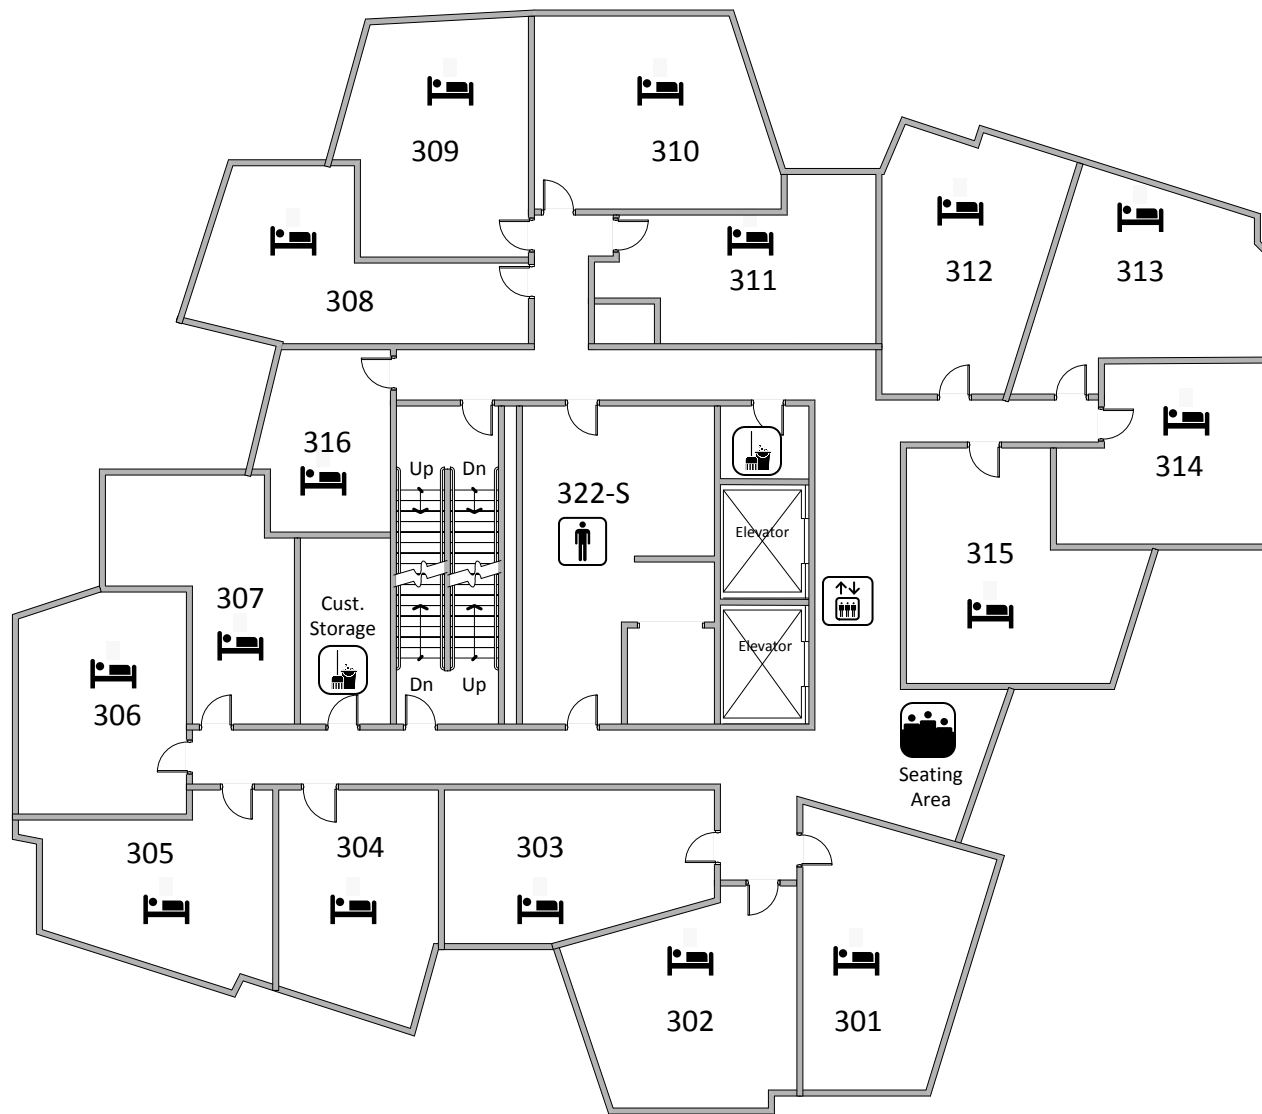 309
310
312
313
311
308
316
Up
Dn
314
322-S
Elevator
315
307
Cust.
Storage
Elevator
Dn
Up
306
Seating
Area
305
304
303
302
301